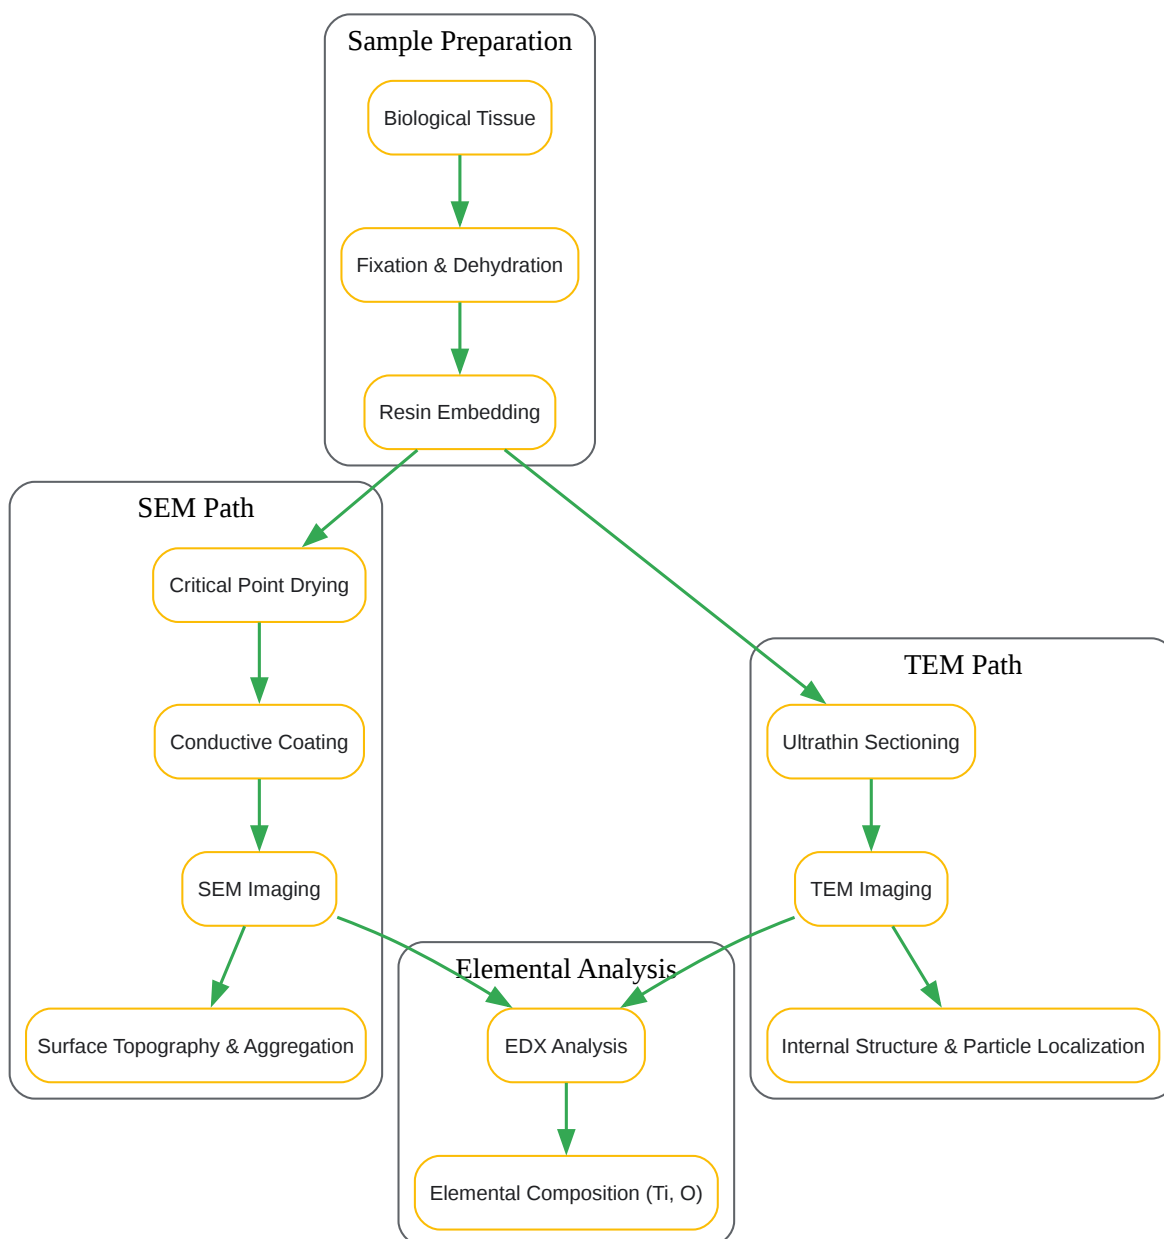 Sample Preparation
Biological Tissue
Fixation & Dehydration
Resin Embedding
SEM Path
Critical Point Drying
Conductive Coating
SEM Imaging
Surface Topography & Aggregation
TEM Path
Ultrathin Sectioning
TEM Imaging
Internal Structure & Particle Localization
Elemental Analysis
EDX Analysis
Elemental Composition (Ti, O)